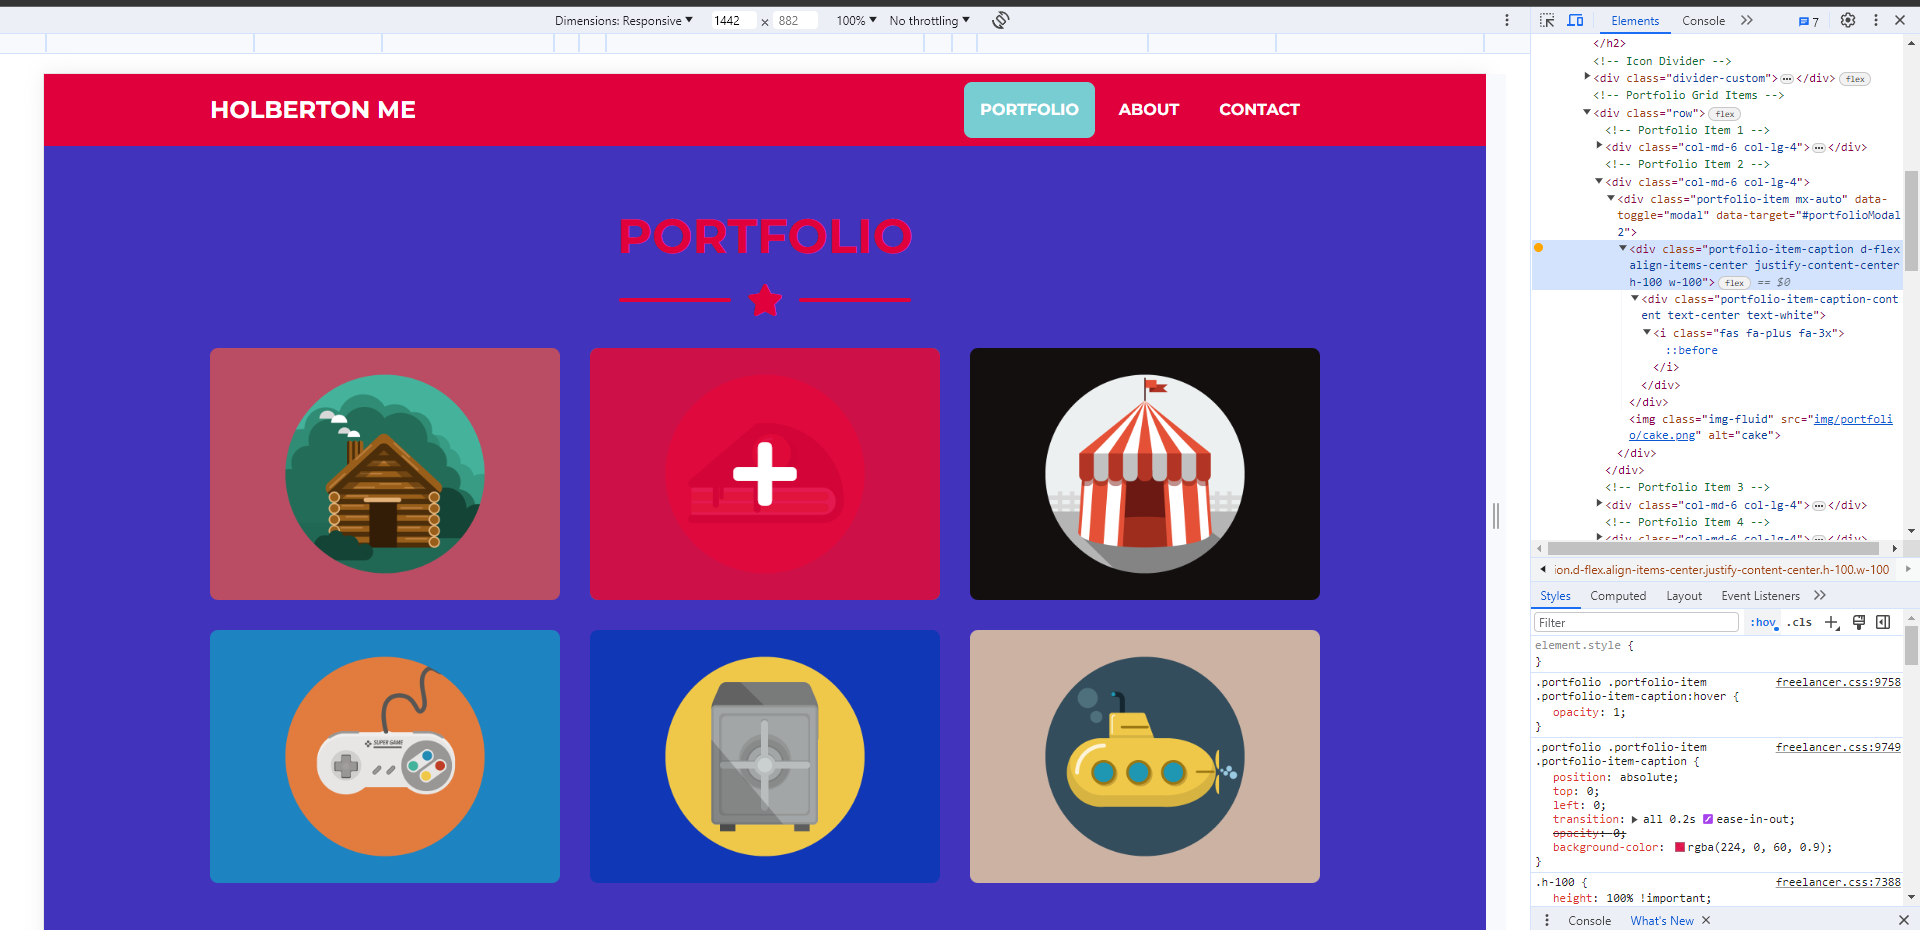 Dimensions: Responsive ▼ 1442 × 882 100% ▼ No throttling ▼
Elements Console 7
HOLBERTON ME
PORTFOLIO ABOUT CONTACT
PORTFOLIO
SUPER GAME
</h2>
<!-- Icon Divider -->
<div class="divider-custom">…</div> flex
<!-- Portfolio Grid Items -->
<div class="row"> flex
<!-- Portfolio Item 1 -->
<div class="col-md-6 col-lg-4">…</div>
<!-- Portfolio Item 2 -->
<div class="col-md-6 col-lg-4">
<div class="portfolio-item mx-auto" data-
toggle="modal" data-target="#portfolioModal
2">
<div class="portfolio-item-caption d-flex
align-items-center justify-content-center
h-100 w-100"> flex == $0
<div class="portfolio-item-caption-cont
ent text-center text-white">
<i class="fas fa-plus fa-3x">
::before
</i>
</div>
</div>
<img class="img-fluid" src="img/portfoli
o/cake.png" alt="cake">
</div>
</div>
<!-- Portfolio Item 3 -->
<div class="col-md-6 col-lg-4">…</div>
<!-- Portfolio Item 4 -->
<div class="col-md-6 col-lg-4">…</div>
ion.d-flex.align-items-center.justify-content-center.h-100.w-100
Styles Computed Layout Event Listeners
Filter :hov .cls
element.style {
}
.portfolio .portfolio-item freelancer.css:9758
.portfolio-item-caption:hover {
opacity: 1;
}
.portfolio .portfolio-item freelancer.css:9749
.portfolio-item-caption {
position: absolute;
top: 0;
left: 0;
transition: all 0.2s ease-in-out;
opacity: 0;
background-color: rgba(224, 0, 60, 0.9);
}
.h-100 { freelancer.css:7388
height: 100% !important;
Console What's New